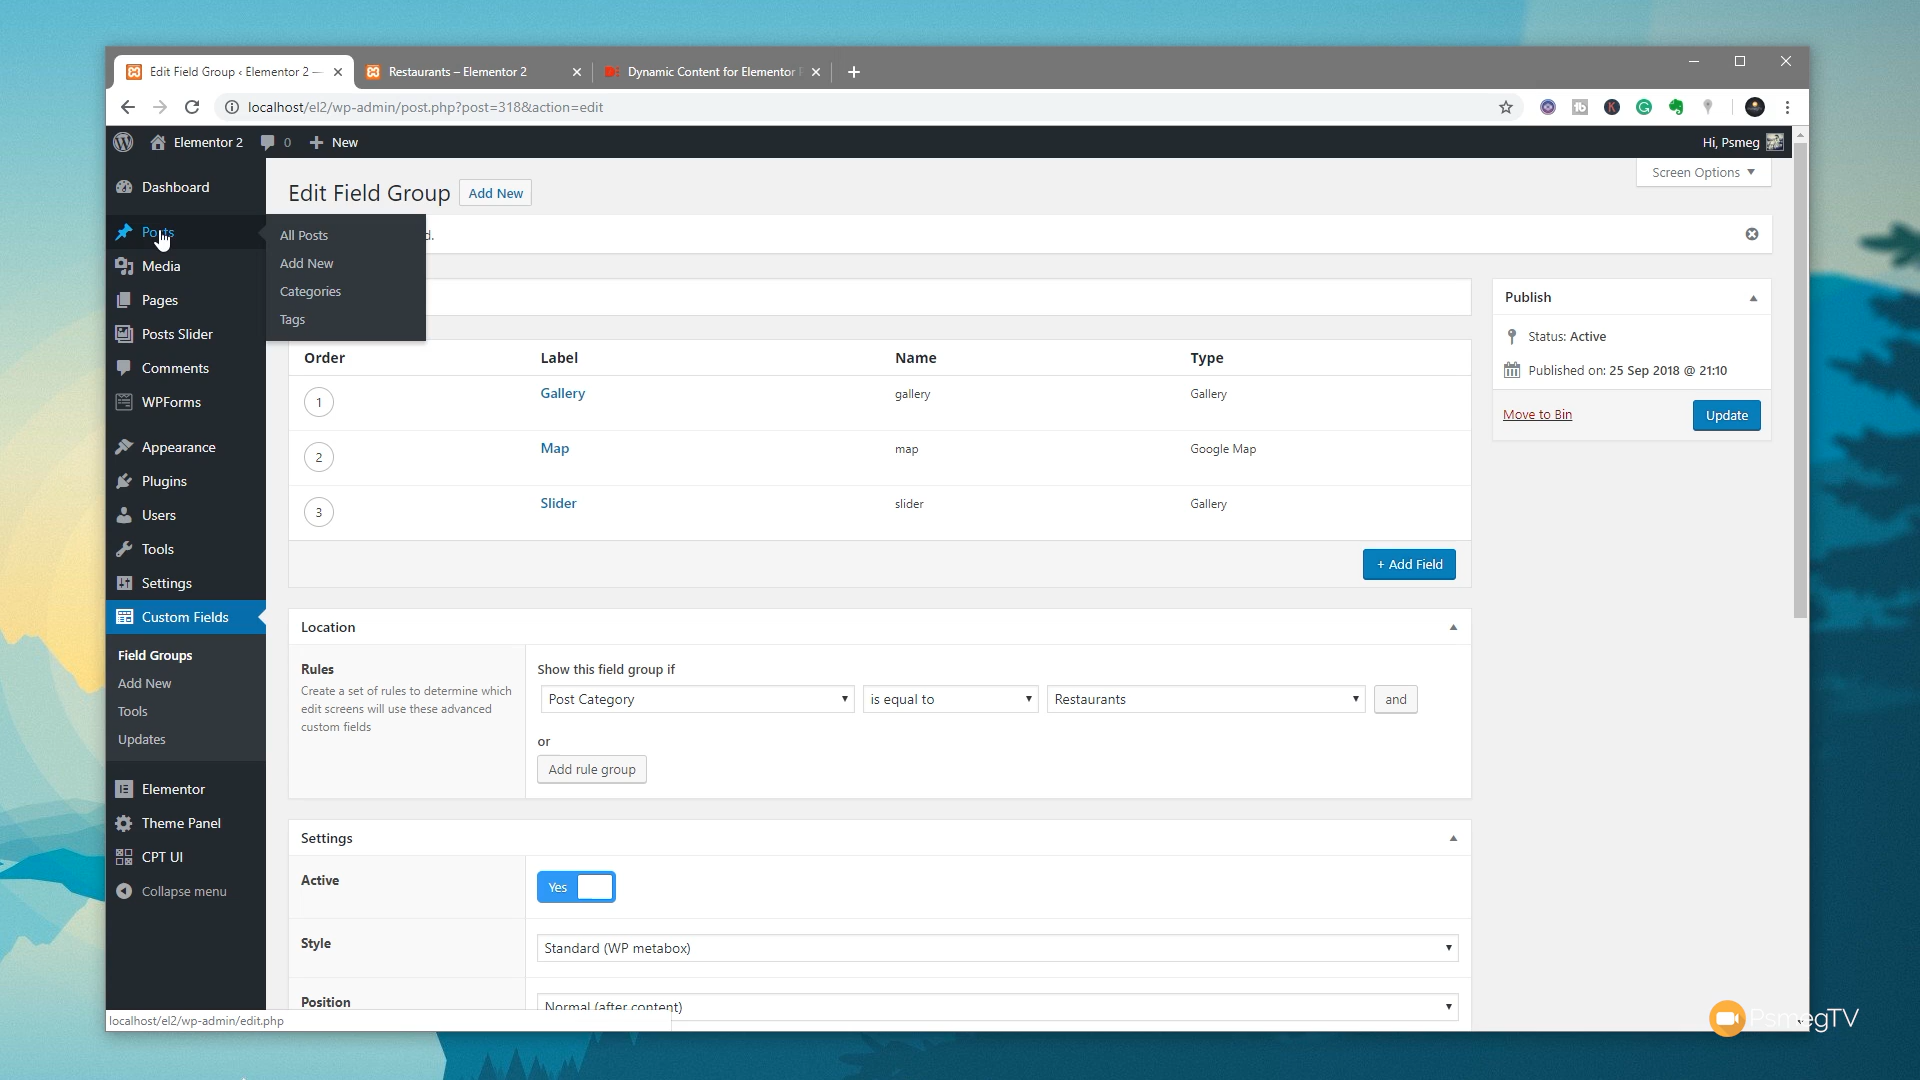 Edit Field Group ‹ Elementor 2 —
Restaurants – Elementor 2
Dynamic Content for Elementor
localhost/el2/wp-admin/post.php?post=318&action=edit
Elementor 2
0
New
Hi, Psmeg
Screen Options
Dashboard
Posts
Media
Pages
Posts Slider
Comments
WPForms
Appearance
Plugins
Users
Tools
Settings
Custom Fields
Field Groups
Add New
Tools
Updates
Elementor
Theme Panel
CPT UI
Collapse menu
All Posts
Add New
Categories
Tags
Edit Field Group
Add New
d.
Order Label Name Type
1 Gallery gallery Gallery
2 Map map Google Map
3 Slider slider Gallery
+ Add Field
Location
Rules
Create a set of rules to determine which
edit screens will use these advanced
custom fields
Show this field group if
Post Category is equal to Restaurants and
or
Add rule group
Settings
Active
Yes
Style
Standard (WP metabox)
Position
Normal (after content)
Publish
Status: Active
Published on: 25 Sep 2018 @ 21:10
Move to Bin
Update
localhost/el2/wp-admin/edit.php
PsmegTV